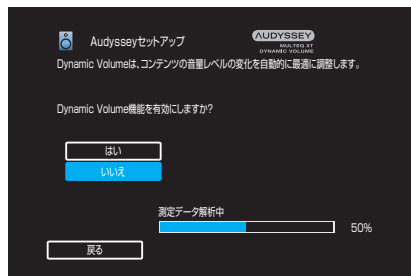 Audysseyセットアップ
AUDYSSEY
MULTEQ XT
DYNAMIC VOLUME
Dynamic Volumeは、コンテンツの音量レベルの変化を自動的に最適に調整します。
Dynamic Volume機能を有効にしますか?
はい
いいえ
測定データ解析中
50%
戻る